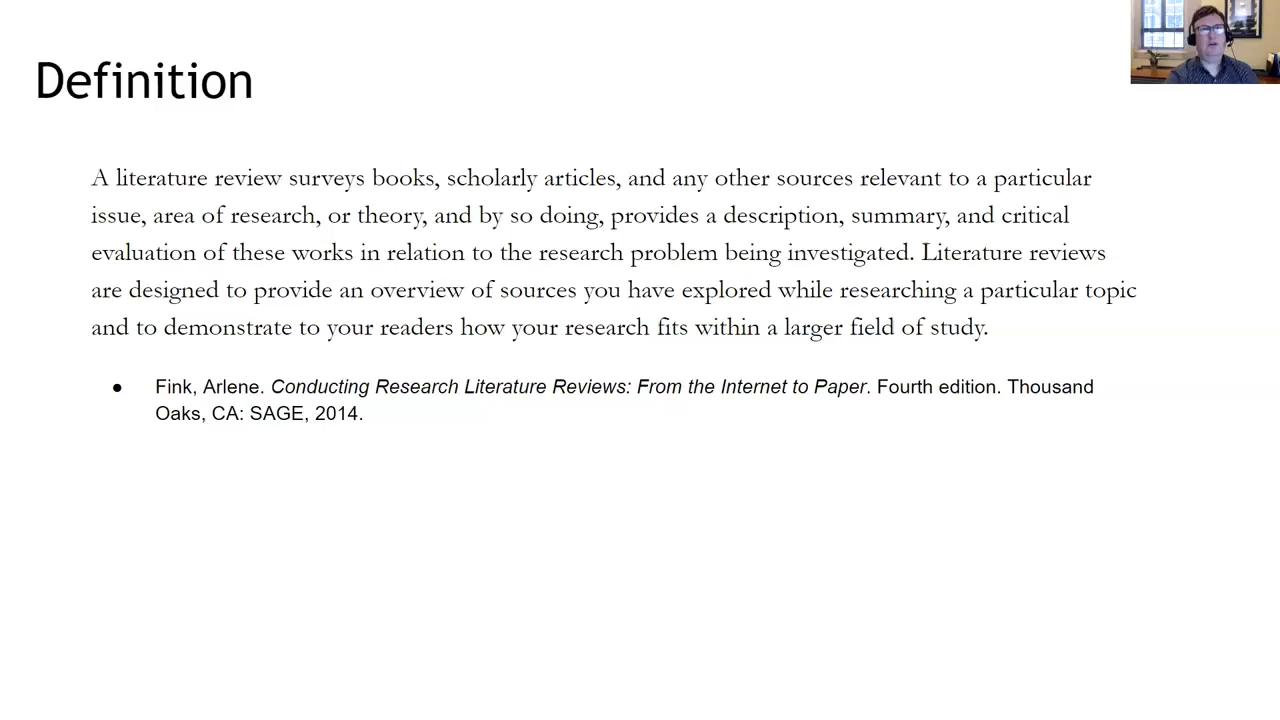 Definition
A literature review surveys books, scholarly articles, and any other sources relevant to a particular
issue, area of research, or theory, and by so doing, provides a description, summary, and critical
evaluation of these works in relation to the research problem being investigated. Literature reviews
are designed to provide an overview of sources you have explored while researching a particular topic
and to demonstrate to your readers how your research fits within a larger field of study.
● Fink, Arlene. Conducting Research Literature Reviews: From the Internet to Paper. Fourth edition. Thousand
Oaks, CA: SAGE, 2014.